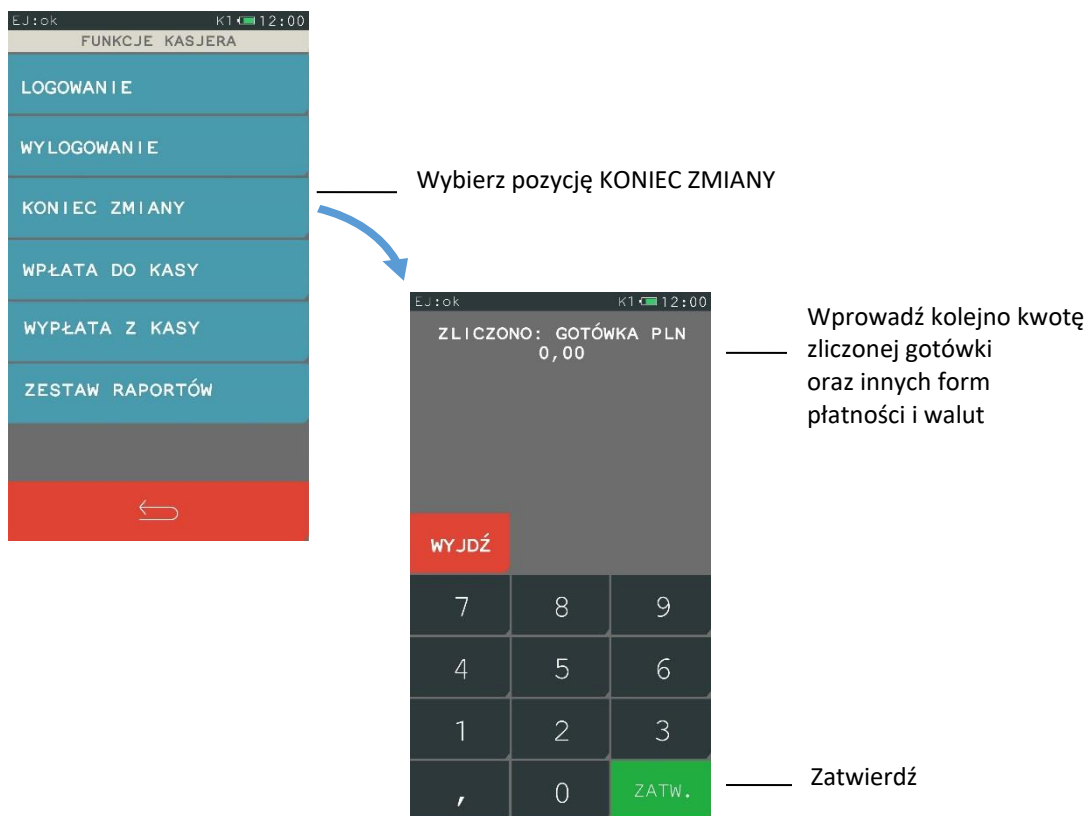 EJ:ok K1 12:00
FUNKCJE KASJERA
LOGOWANIE
WYLOGOWANIE
KONIEC ZMIANY
WPŁATA DO KASY
WYPŁATA Z KASY
ZESTAW RAPORTÓW
Wybierz pozycję KONIEC ZMIANY
EJ:ok K1 12:00
ZLICZONO: GOTÓWKA PLN
0,00
WYJDŹ
7 8 9
4 5 6
1 2 3
, 0 ZATW.
Wprowadź kolejno kwotę
zliczonej gotówki
oraz innych form
płatności i walut
Zatwierdź